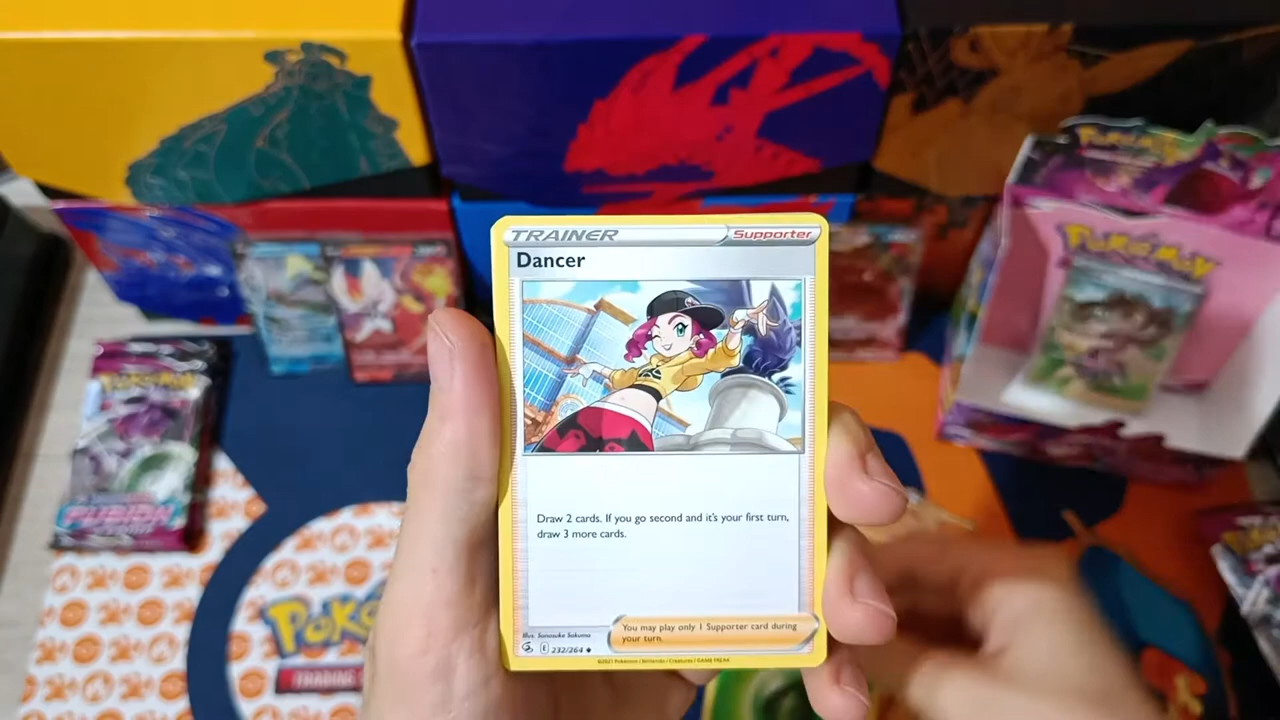 POKÉMON
POKÉMON
TRAINER Supporter
Dancer
POKÉMON
FUSION
Draw 2 cards. If you go second and it's your first turn,
draw 3 more cards.
You may play only 1 Supporter card during
your turn.
Illus. Sanosuke Sakuma
E 232/264
©2021 Pokémon / Nintendo / Creatures / GAME FREAK
Poké
TRADING